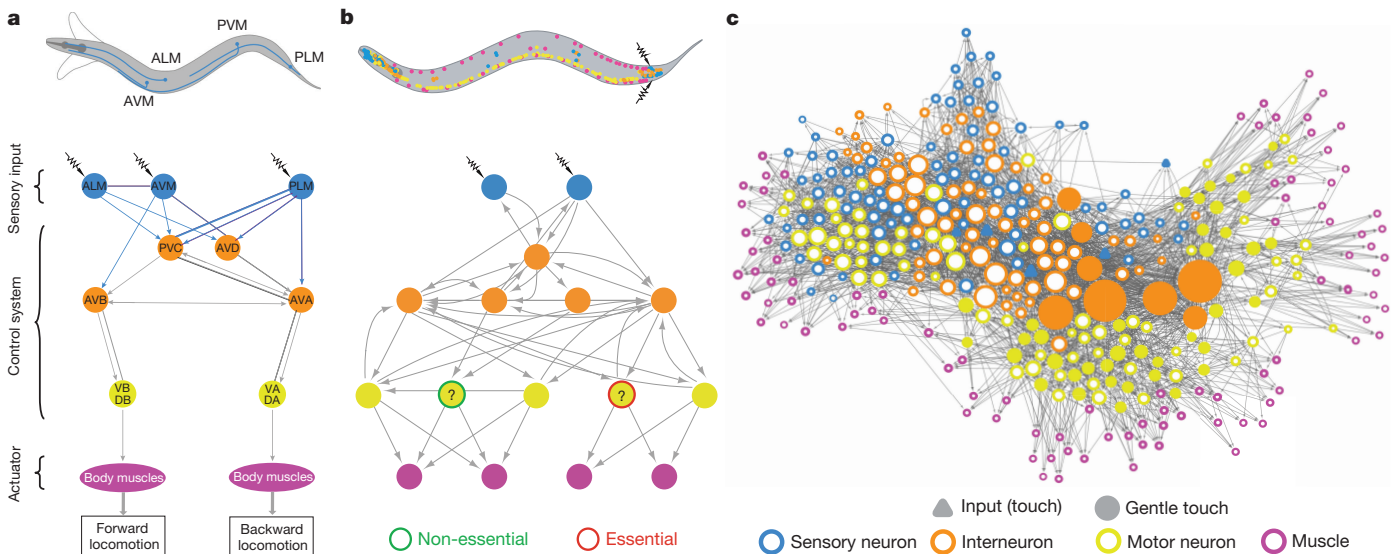 a
PVM
ALM
PLM
AVM
Sensory input
ALM
AVM
PLM
Control system
PVC
AVD
AVB
AVA
VB
DB
VA
DA
Actuator
Body muscles
Body muscles
Forward
locomotion
Backward
locomotion
b
?
?
Non-essential
Essential
c
Input (touch)
Gentle touch
Sensory neuron
Interneuron
Motor neuron
Muscle